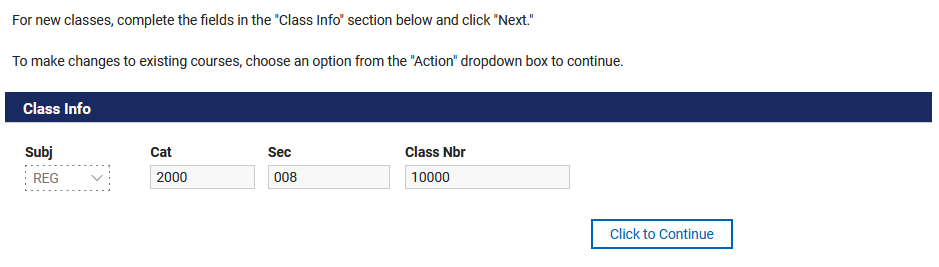 For new classes, complete the fields in the "Class Info" section below and click "Next."
To make changes to existing courses, choose an option from the "Action" dropdown box to continue.
Class Info
Subj Cat Sec Class Nbr
REG 2000 008 10000
Click to Continue